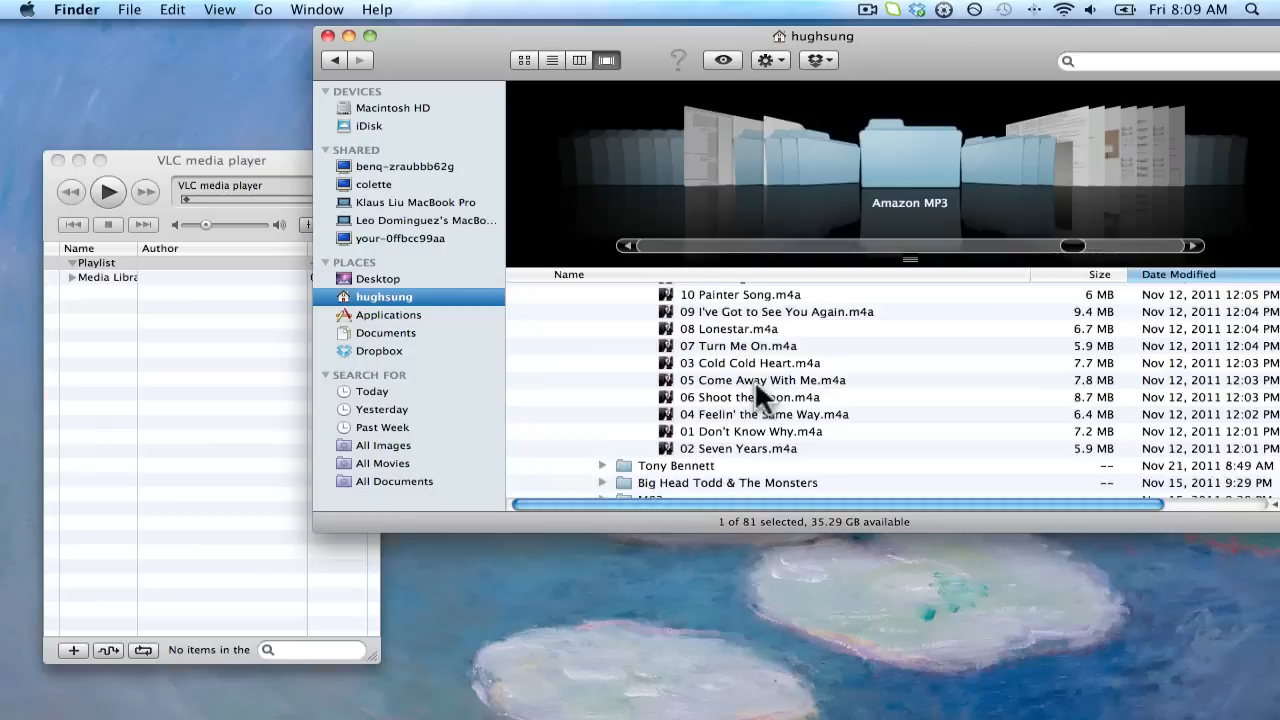 Finder File Edit View Go Window Help Fri 8:09 AM
hughsung
DEVICES
Macintosh HD
iDisk
SHARED
benq-zraubbb62g
colette
Klaus Liu MacBook Pro
Leo Dominguez's MacBo...
your-0ffbcc99aa
PLACES
Desktop
hughsung
Applications
Documents
Dropbox
SEARCH FOR
Today
Yesterday
Past Week
All Images
All Movies
All Documents
Amazon MP3
Name Size Date Modified
10 Painter Song.m4a 6 MB Nov 12, 2011 12:05 PM
09 I've Got to See You Again.m4a 9.4 MB Nov 12, 2011 12:04 PM
08 Lonestar.m4a 6.7 MB Nov 12, 2011 12:04 PM
07 Turn Me On.m4a 5.9 MB Nov 12, 2011 12:04 PM
03 Cold Cold Heart.m4a 7.7 MB Nov 12, 2011 12:03 PM
05 Come Away With Me.m4a 7.8 MB Nov 12, 2011 12:03 PM
06 Shoot the Moon.m4a 8.7 MB Nov 12, 2011 12:03 PM
04 Feelin' the Same Way.m4a 6.4 MB Nov 12, 2011 12:02 PM
01 Don't Know Why.m4a 7.2 MB Nov 12, 2011 12:01 PM
02 Seven Years.m4a 5.9 MB Nov 12, 2011 12:01 PM
Tony Bennett -- Nov 21, 2011 8:49 AM
Big Head Todd & The Monsters -- Nov 15, 2011 9:29 PM
1 of 81 selected, 35.29 GB available
VLC media player
VLC media player
Name Author
Playlist
Media Libra
No items in the